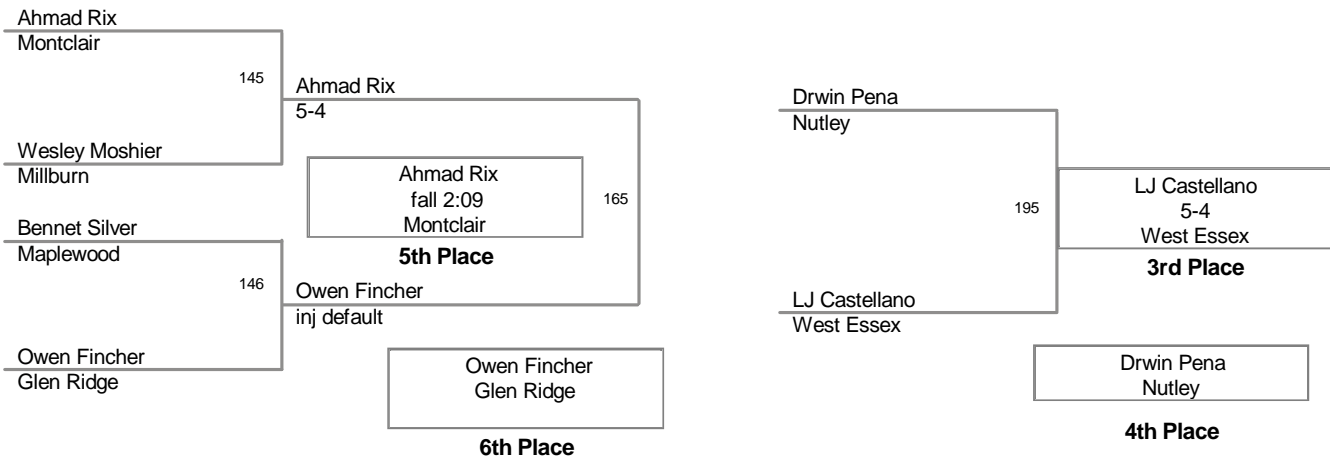 Ahmad Rix
Montclair
145
Ahmad Rix
5-4
Wesley Moshier
Millburn
Ahmad Rix
fall 2:09
Montclair
165
5th Place
Bennet Silver
Maplewood
146
Owen Fincher
inj default
Owen Fincher
Glen Ridge
Owen Fincher
Glen Ridge
6th Place
Drwin Pena
Nutley
195
LJ Castellano
5-4
West Essex
3rd Place
LJ Castellano
West Essex
Drwin Pena
Nutley
4th Place